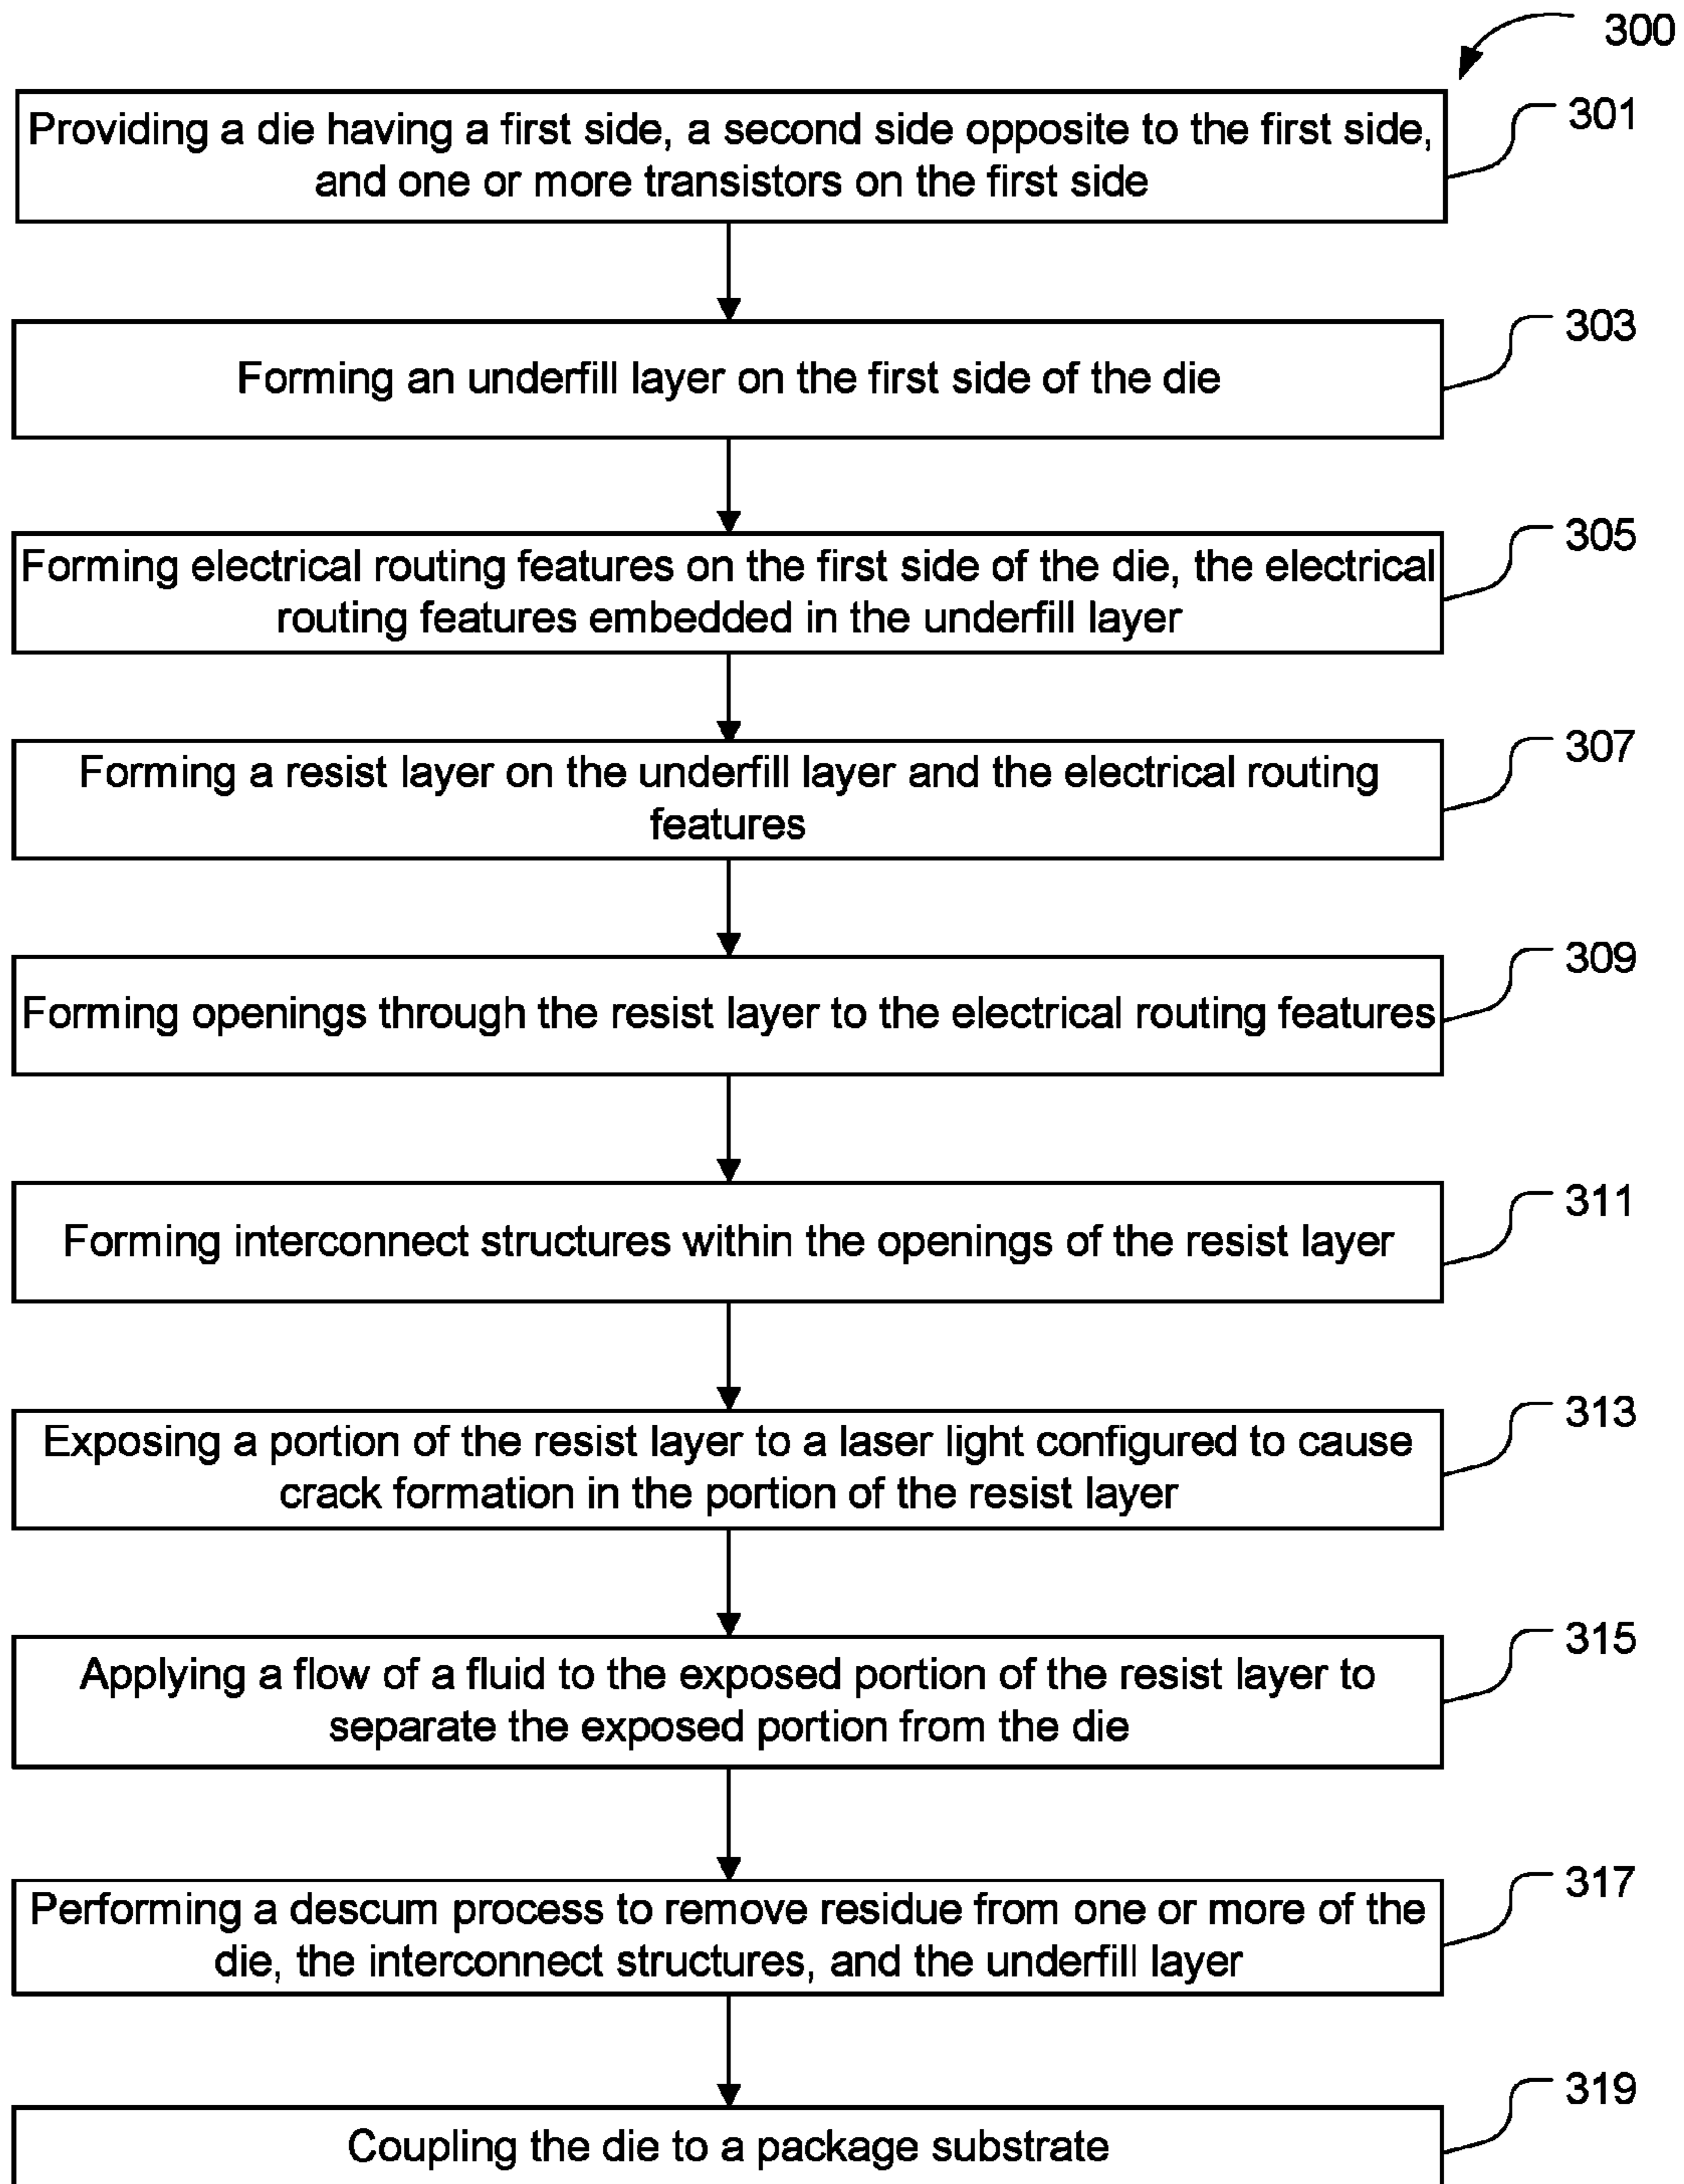 300
301
Providing a die having a first side, a second side opposite to the first side,
and one or more transistors on the first side
303
Forming an underfill layer on the first side of the die
305
Forming electrical routing features on the first side of the die, the electrical
routing features embedded in the underfill layer
307
Forming a resist layer on the underfill layer and the electrical routing
features
309
Forming openings through the resist layer to the electrical routing features
311
Forming interconnect structures within the openings of the resist layer
313
Exposing a portion of the resist layer to a laser light configured to cause
crack formation in the portion of the resist layer
315
Applying a flow of a fluid to the exposed portion of the resist layer to
separate the exposed portion from the die
317
Performing a descum process to remove residue from one or more of the
die, the interconnect structures, and the underfill layer
319
Coupling the die to a package substrate